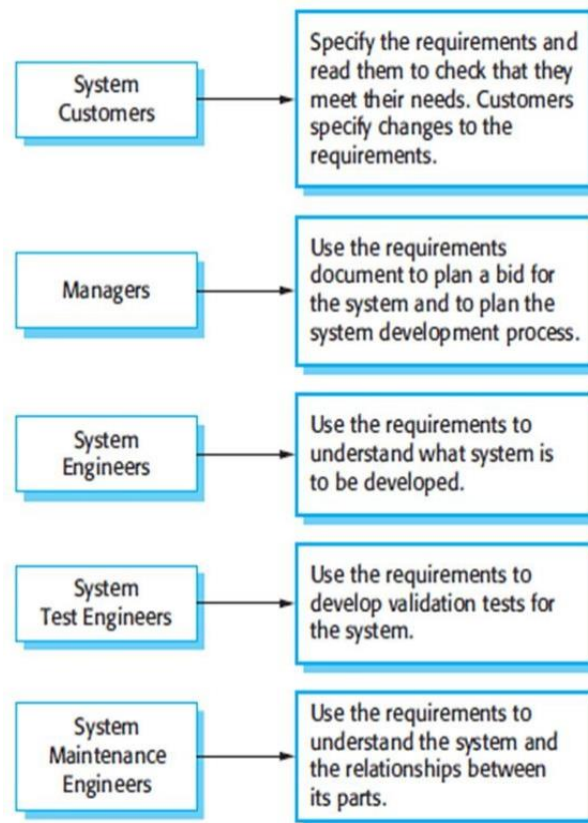 System
Customers
Specify the requirements and
read them to check that they
meet their needs. Customers
specify changes to the
requirements.
Managers
Use the requirements
document to plan a bid for
the system and to plan the
system development process.
System
Engineers
Use the requirements to
understand what system is
to be developed.
System
Test Engineers
Use the requirements to
develop validation tests for
the system.
System
Maintenance
Engineers
Use the requirements to
understand the system and
the relationships between
its parts.